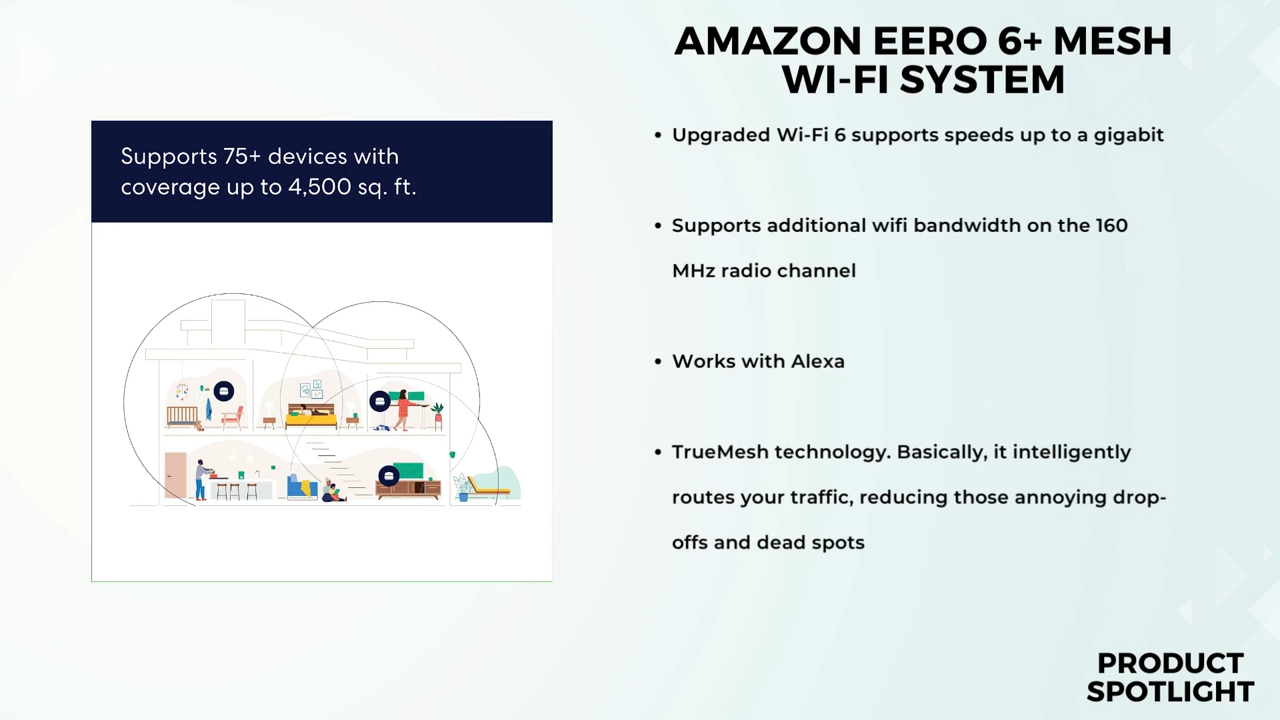 AMAZON EERO 6+ MESH
WI-FI SYSTEM
Supports 75+ devices with
coverage up to 4,500 sq. ft.
• Upgraded Wi-Fi 6 supports speeds up to a gigabit
• Supports additional wifi bandwidth on the 160
MHz radio channel
• Works with Alexa
• TrueMesh technology. Basically, it intelligently
routes your traffic, reducing those annoying drop-
offs and dead spots
PRODUCT
SPOTLIGHT